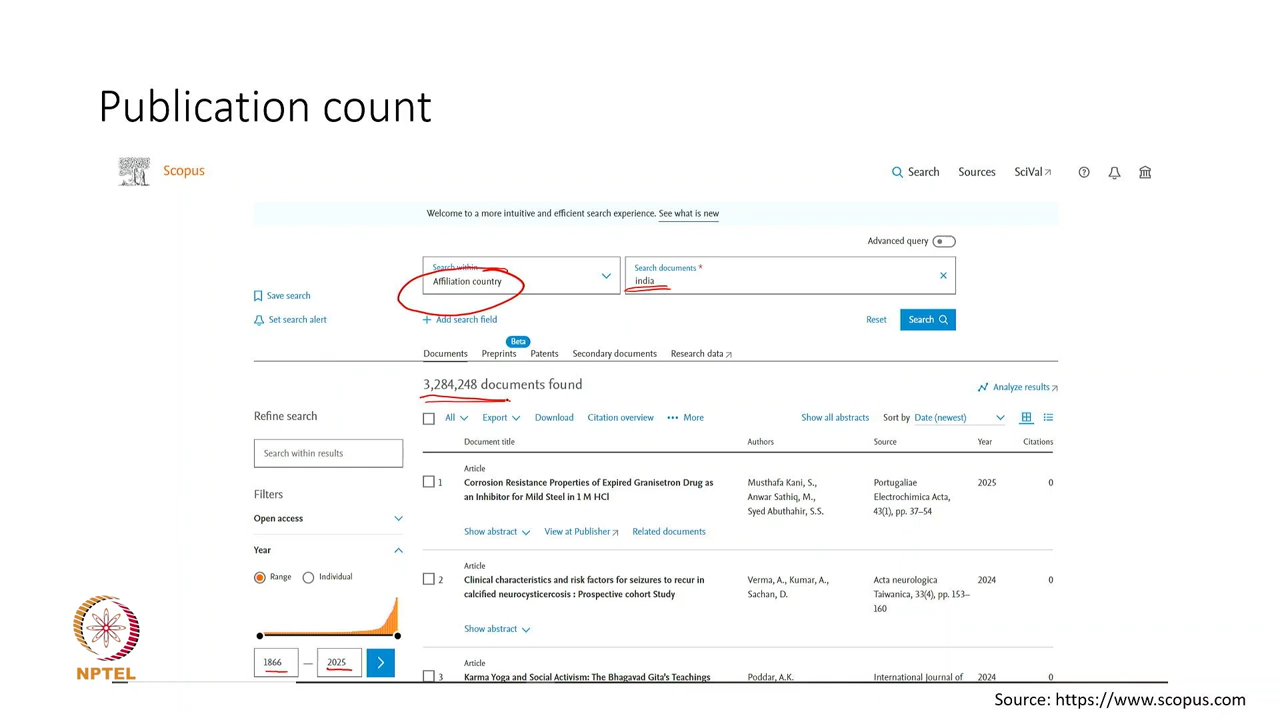 Publication count
Scopus
Search
Sources
SciVal
Welcome to a more intuitive and efficient search experience. See what is new
Advanced query
Search within
Affiliation country
Search documents *
india
Save search
Set search alert
Add search field
Reset
Search
Beta
Documents
Preprints
Patents
Secondary documents
Research data
3,284,248 documents found
Analyze results
Refine search
All
Export
Download
Citation overview
More
Show all abstracts
Sort by Date (newest)
Document title
Authors
Source
Year
Citations
Search within results
Filters
Open access
Year
Range
Individual
1866 — 2025
Article
1
Corrosion Resistance Properties of Expired Granisetron Drug as
an Inhibitor for Mild Steel in 1 M HCl
Musthafa Kani, S.,
Anwar Sathiq, M.,
Syed Abuthahir, S.S.
Portugaliae
Electrochimica Acta,
43(1), pp. 37–54
2025
0
Show abstract
View at Publisher
Related documents
Article
2
Clinical characteristics and risk factors for seizures to recur in
calcified neurocysticercosis : Prospective cohort Study
Verma, A., Kumar, A.,
Sachan, D.
Acta neurologica
Taiwanica, 33(4), pp. 153–
160
2024
0
Show abstract
Article
3
Karma Yoga and Social Activism: The Bhagavad Gita's Teachings
Poddar, A.K.
International Journal of
2024
0
NPTEL
Source: https://www.scopus.com